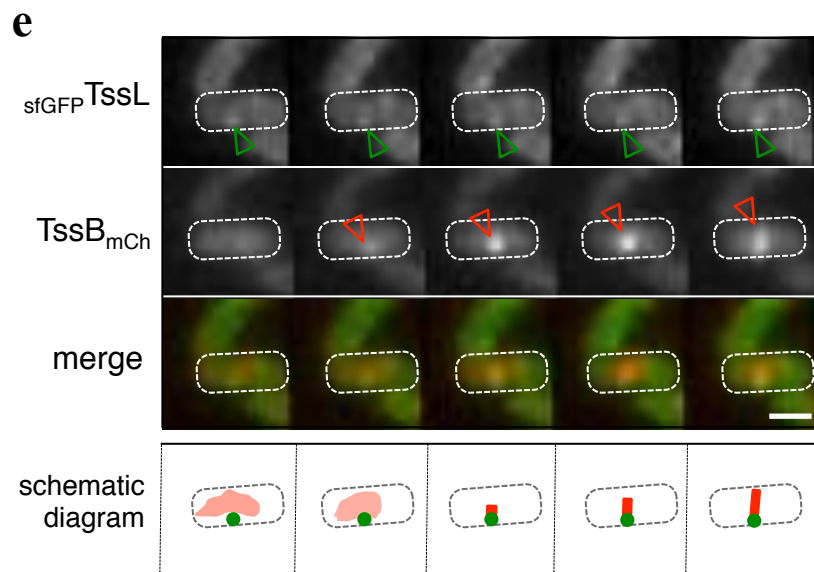 e
sfGFPTssL
TssBmCh
merge
schematic
diagram